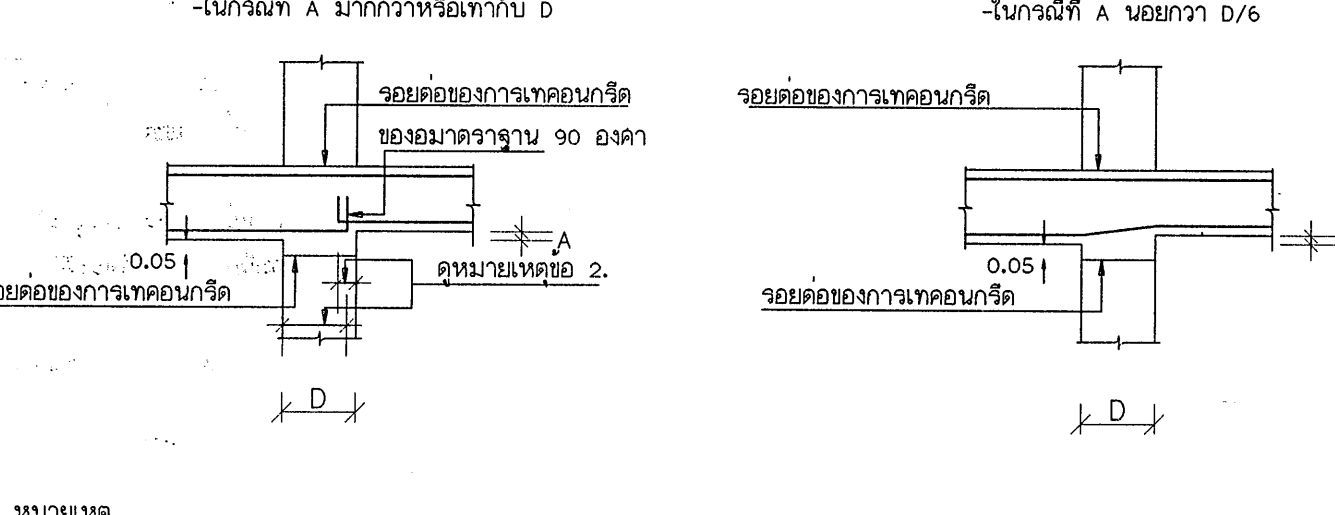 -ในกรณีที่ A มากกว่าหรือเท่ากับ D
-ในกรณีที่ A น้อยกว่า D/6
รอยต่อของการเทคอนกรีต
ของอมาตราฐาน 90 องคา
รอยต่อของการเทคอนกรีต
A
0.05
ดูหมายเหตุข้อ 2.
รอยต่อของการเทคอนกรีต
0.05
รอยต่อของการเทคอนกรีต
D
D
หมายเหตุ